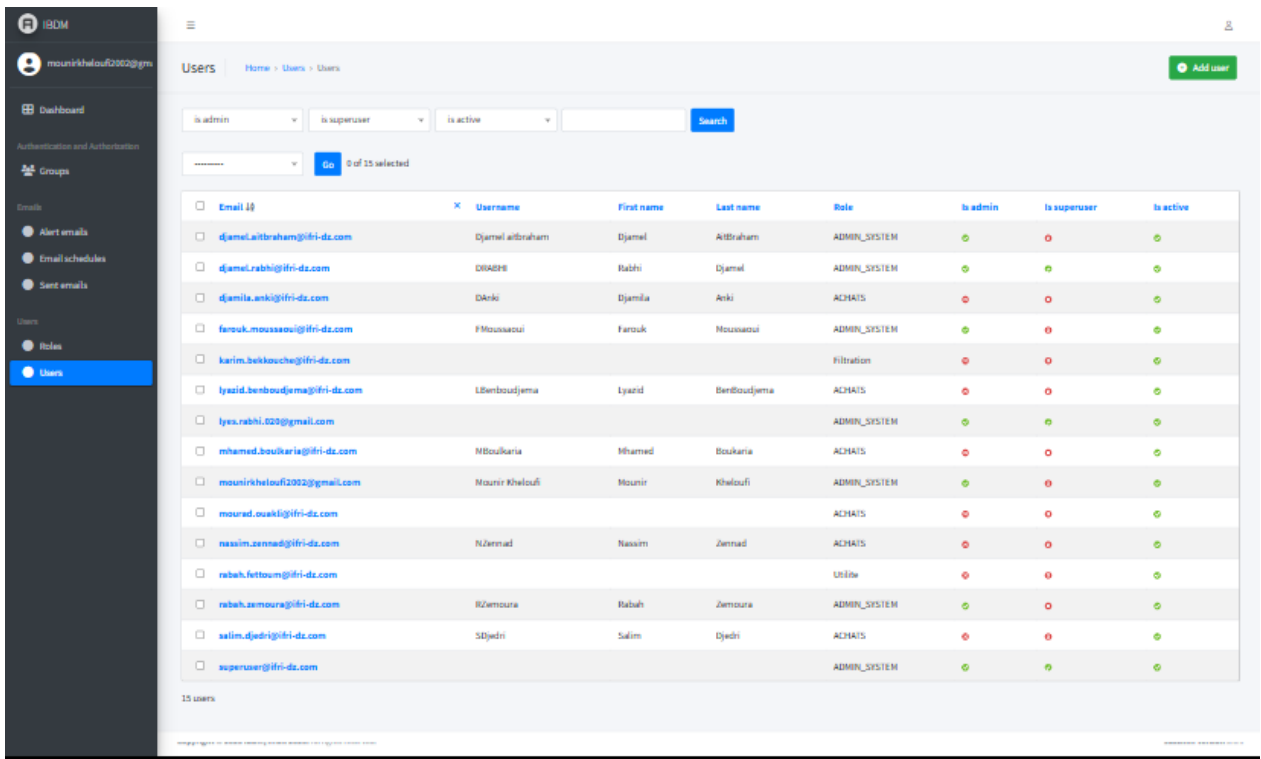 IBDM
mounirkheloufi2002@gm
Users Home > Users > Users
Add user
Dashboard
is admin is superuser is active Search
Authentication and Authorization
Groups
---------- Go 0 of 15 selected
Emails
Alert emails
Email schedules
Sent emails
Users
Roles
Users
Email Username First name Last name Role Is admin Is superuser Is active
djamel.aitbraham@ifri-dz.com Djamel aitbraham Djamel AitBraham ADMIN_SYSTEM
djamel.rabhi@ifri-dz.com DRABHI Rabhi Djamel ADMIN_SYSTEM
djamila.anki@ifri-dz.com DAnki Djamila Anki ACHATS
farouk.moussaoui@ifri-dz.com FMoussaoui Farouk Moussaoui ADMIN_SYSTEM
karim.bekkouche@ifri-dz.com Filtration
lyazid.benboudjema@ifri-dz.com LBenboudjema Lyazid BenBoudjema ACHATS
lyes.rabhi.020@gmail.com ADMIN_SYSTEM
mhamed.boulkaria@ifri-dz.com MBoulkaria Mhamed Boukaria ACHATS
mounirkheloufi2002@gmail.com Mounir Kheloufi Mounir Kheloufi ADMIN_SYSTEM
mourad.ouakli@ifri-dz.com ACHATS
nassim.zennad@ifri-dz.com NZennad Nassim Zennad ACHATS
rabah.fettoum@ifri-dz.com Utilite
rabah.zemoura@ifri-dz.com RZemoura Rabah Zemoura ADMIN_SYSTEM
salim.djedri@ifri-dz.com SDjedri Salim Djedri ACHATS
superuser@ifri-dz.com ADMIN_SYSTEM
15 users